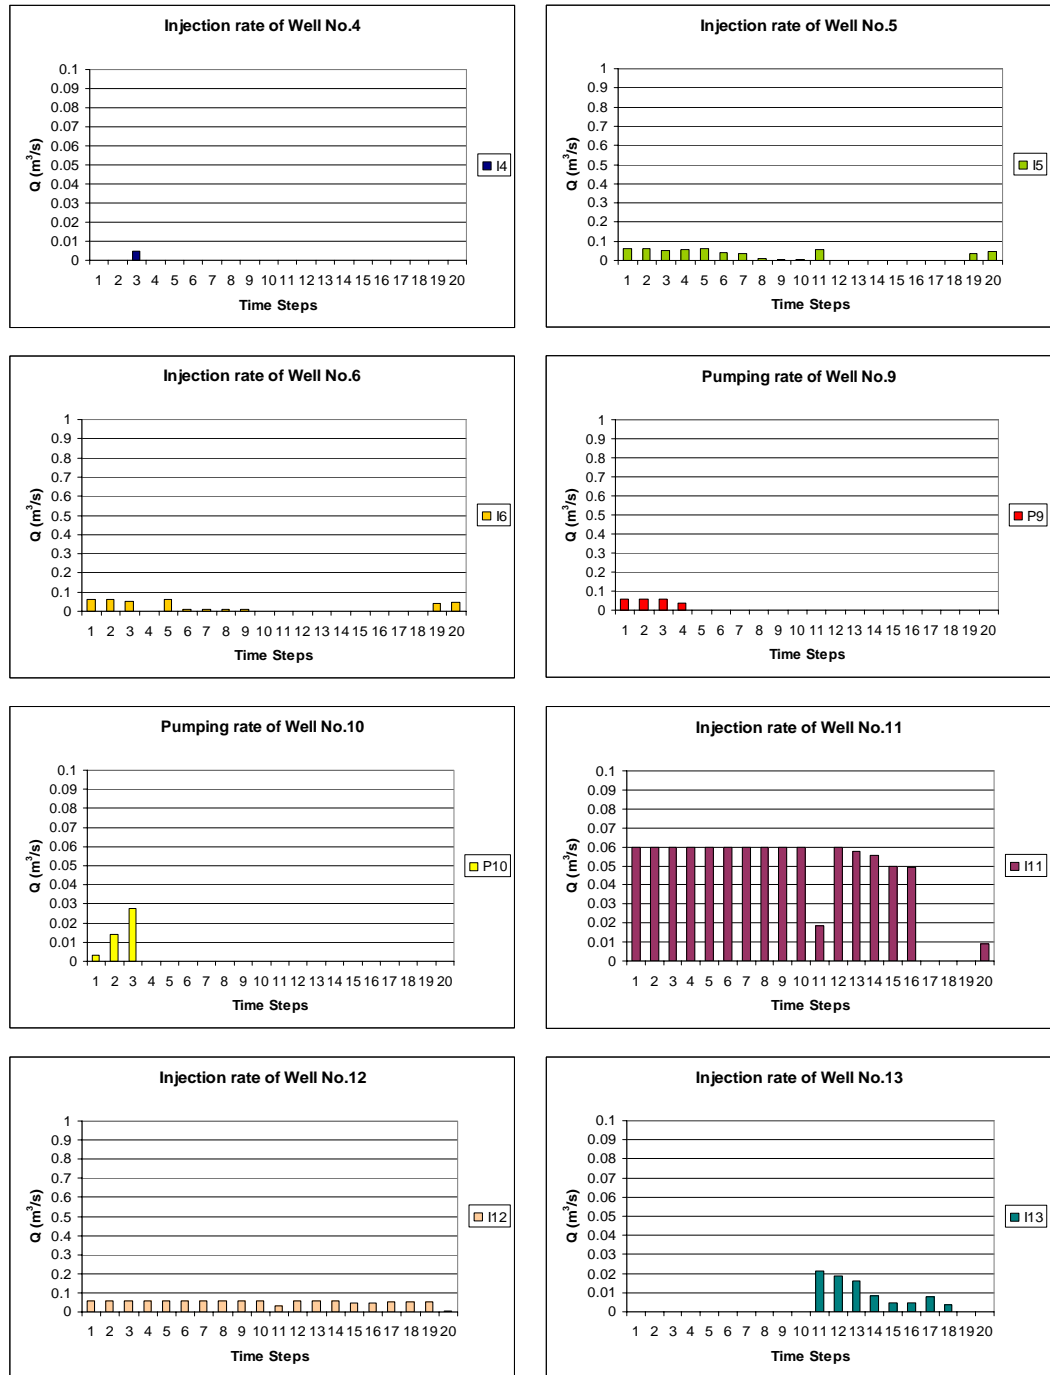 Injection rate of Well No.4
0.1
0.09
0.08
0.07
0.06
0.05
0.04
0.03
0.02
0.01
0
Q (m³/s)
1 2 3 4 5 6 7 8 9 10 11 12 13 14 15 16 17 18 19 20
Time Steps
I4
Injection rate of Well No.5
1
0.9
0.8
0.7
0.6
0.5
0.4
0.3
0.2
0.1
0
Q (m³/s)
1 2 3 4 5 6 7 8 9 10 11 12 13 14 15 16 17 18 19 20
Time Steps
I5
Injection rate of Well No.6
1
0.9
0.8
0.7
0.6
0.5
0.4
0.3
0.2
0.1
0
Q (m³/s)
1 2 3 4 5 6 7 8 9 10 11 12 13 14 15 16 17 18 19 20
Time Steps
I6
Pumping rate of Well No.9
1
0.9
0.8
0.7
0.6
0.5
0.4
0.3
0.2
0.1
0
Q (m³/s)
1 2 3 4 5 6 7 8 9 10 11 12 13 14 15 16 17 18 19 20
Time Steps
P9
Pumping rate of Well No.10
0.1
0.09
0.08
0.07
0.06
0.05
0.04
0.03
0.02
0.01
0
Q (m³/s)
1 2 3 4 5 6 7 8 9 10 11 12 13 14 15 16 17 18 19 20
Time Steps
P10
Injection rate of Well No.11
0.1
0.09
0.08
0.07
0.06
0.05
0.04
0.03
0.02
0.01
0
Q (m³/s)
1 2 3 4 5 6 7 8 9 10 11 12 13 14 15 16 17 18 19 20
Time Steps
I11
Injection rate of Well No.12
1
0.9
0.8
0.7
0.6
0.5
0.4
0.3
0.2
0.1
0
Q (m³/s)
1 2 3 4 5 6 7 8 9 10 11 12 13 14 15 16 17 18 19 20
Time Steps
I12
Injection rate of Well No.13
0.1
0.09
0.08
0.07
0.06
0.05
0.04
0.03
0.02
0.01
0
Q (m³/s)
1 2 3 4 5 6 7 8 9 10 11 12 13 14 15 16 17 18 19 20
Time Steps
I13